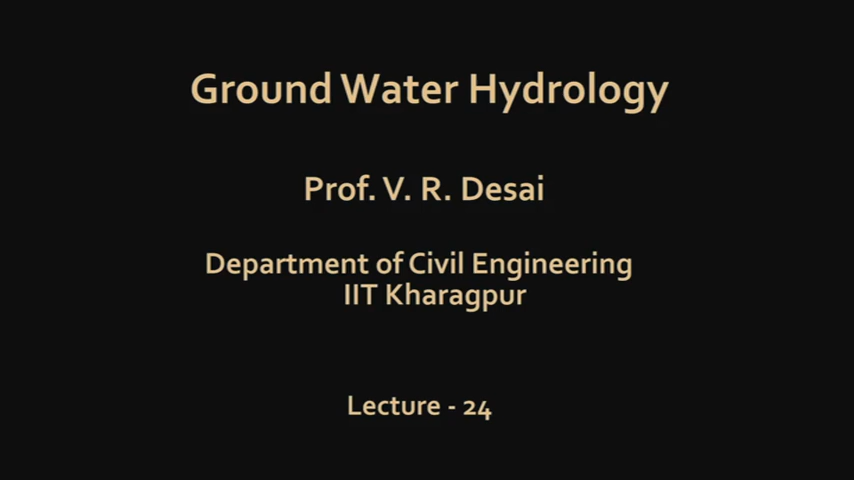 Ground Water Hydrology
Prof. V. R. Desai
Department of Civil Engineering
IIT Kharagpur
Lecture - 24